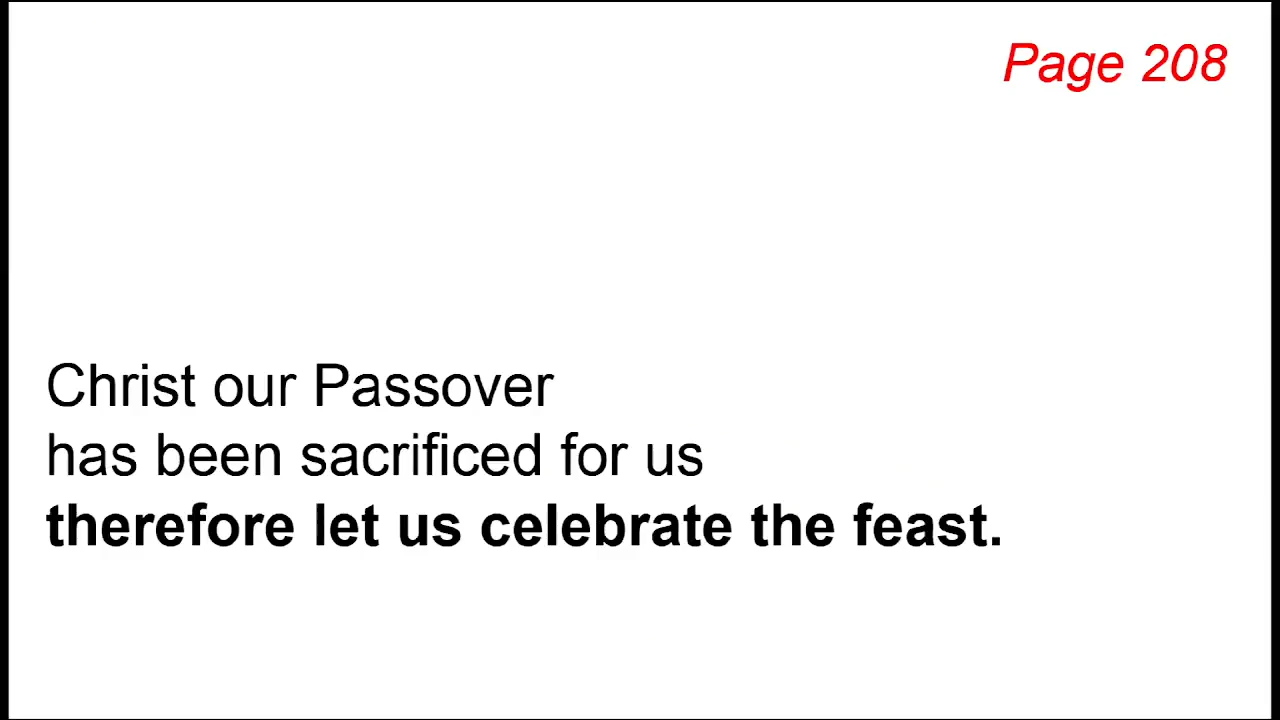 Page 208
Christ our Passover
has been sacrificed for us
therefore let us celebrate the feast.